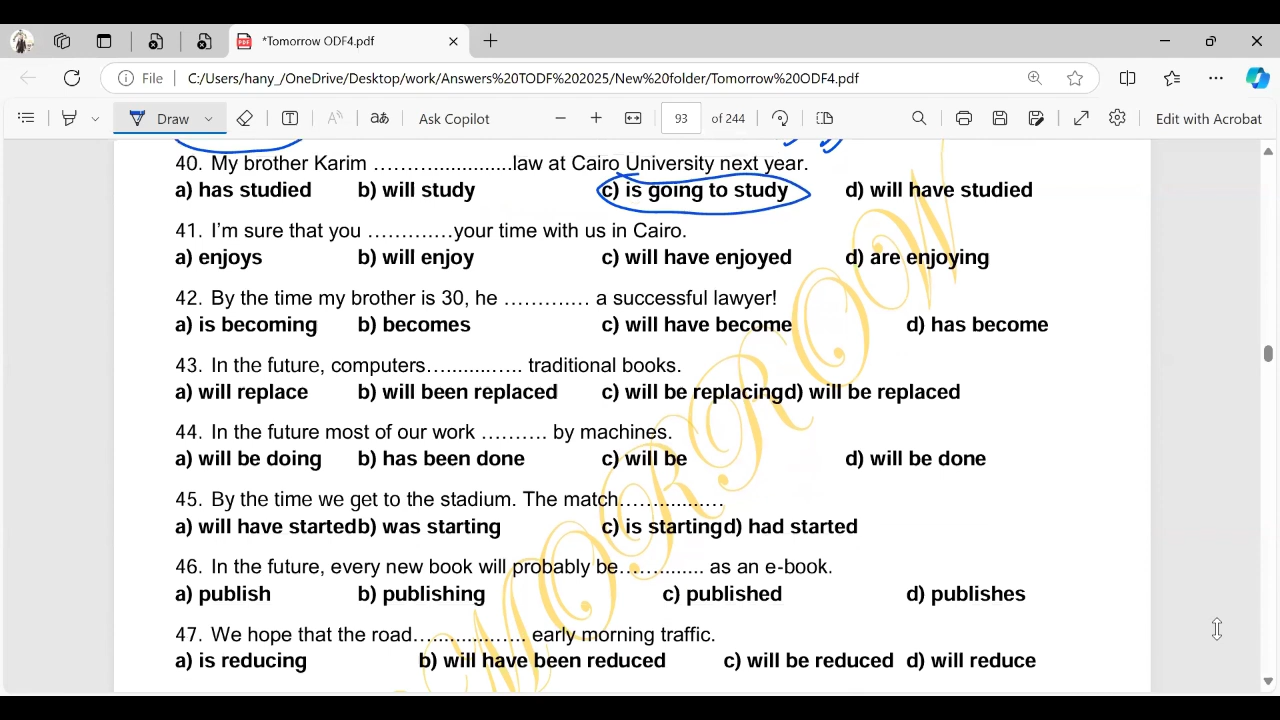 *Tomorrow ODF4.pdf
File | C:/Users/hany_/OneDrive/Desktop/work/Answers%20TODF%202025/New%20folder/Tomorrow%20ODF4.pdf
Draw Ask Copilot 93 of 244 Edit with Acrobat
40. My brother Karim ………..............law at Cairo University next year.
a) has studied b) will study c) is going to study d) will have studied
41. I’m sure that you …………your time with us in Cairo.
a) enjoys b) will enjoy c) will have enjoyed d) are enjoying
42. By the time my brother is 30, he ………… a successful lawyer!
a) is becoming b) becomes c) will have become d) has become
43. In the future, computers…..........….. traditional books.
a) will replace b) will been replaced c) will be replacingd) will be replaced
44. In the future most of our work ………. by machines.
a) will be doing b) has been done c) will be d) will be done
45. By the time we get to the stadium. The match…...........…
a) will have startedb) was starting c) is startingd) had started
46. In the future, every new book will probably be……........ as an e-book.
a) publish b) publishing c) published d) publishes
47. We hope that the road…...........….. early morning traffic.
a) is reducing b) will have been reduced c) will be reduced d) will reduce
MORROW